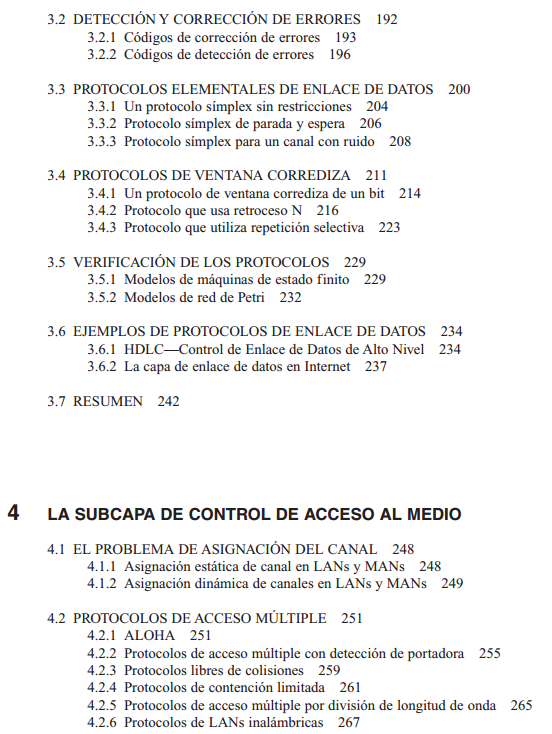 3.2 DETECCIÓN Y CORRECCIÓN DE ERRORES 192
3.2.1 Códigos de corrección de errores 193
3.2.2 Códigos de detección de errores 196
3.3 PROTOCOLOS ELEMENTALES DE ENLACE DE DATOS 200
3.3.1 Un protocolo símplex sin restricciones 204
3.3.2 Protocolo símplex de parada y espera 206
3.3.3 Protocolo símplex para un canal con ruido 208
3.4 PROTOCOLOS DE VENTANA CORREDIZA 211
3.4.1 Un protocolo de ventana corrediza de un bit 214
3.4.2 Protocolo que usa retroceso N 216
3.4.3 Protocolo que utiliza repetición selectiva 223
3.5 VERIFICACIÓN DE LOS PROTOCOLOS 229
3.5.1 Modelos de máquinas de estado finito 229
3.5.2 Modelos de red de Petri 232
3.6 EJEMPLOS DE PROTOCOLOS DE ENLACE DE DATOS 234
3.6.1 HDLC—Control de Enlace de Datos de Alto Nivel 234
3.6.2 La capa de enlace de datos en Internet 237
3.7 RESUMEN 242
4 LA SUBCAPA DE CONTROL DE ACCESO AL MEDIO
4.1 EL PROBLEMA DE ASIGNACIÓN DEL CANAL 248
4.1.1 Asignación estática de canal en LANs y MANs 248
4.1.2 Asignación dinámica de canales en LANs y MANs 249
4.2 PROTOCOLOS DE ACCESO MÚLTIPLE 251
4.2.1 ALOHA 251
4.2.2 Protocolos de acceso múltiple con detección de portadora 255
4.2.3 Protocolos libres de colisiones 259
4.2.4 Protocolos de contención limitada 261
4.2.5 Protocolos de acceso múltiple por división de longitud de onda 265
4.2.6 Protocolos de LANs inalámbricas 267